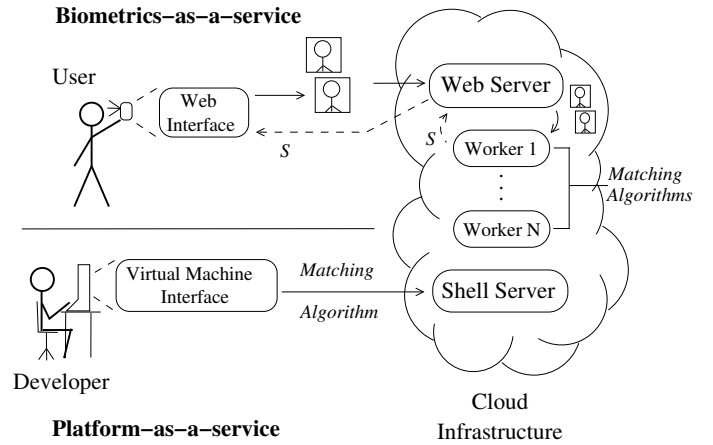 Biometrics−as−a−service
User
Web
Interface
S
Web Server
S
Worker 1
Worker N
Matching
Algorithms
Virtual Machine
Interface
Matching
Algorithm
Shell Server
Developer
Platform−as−a−service
Cloud
Infrastructure